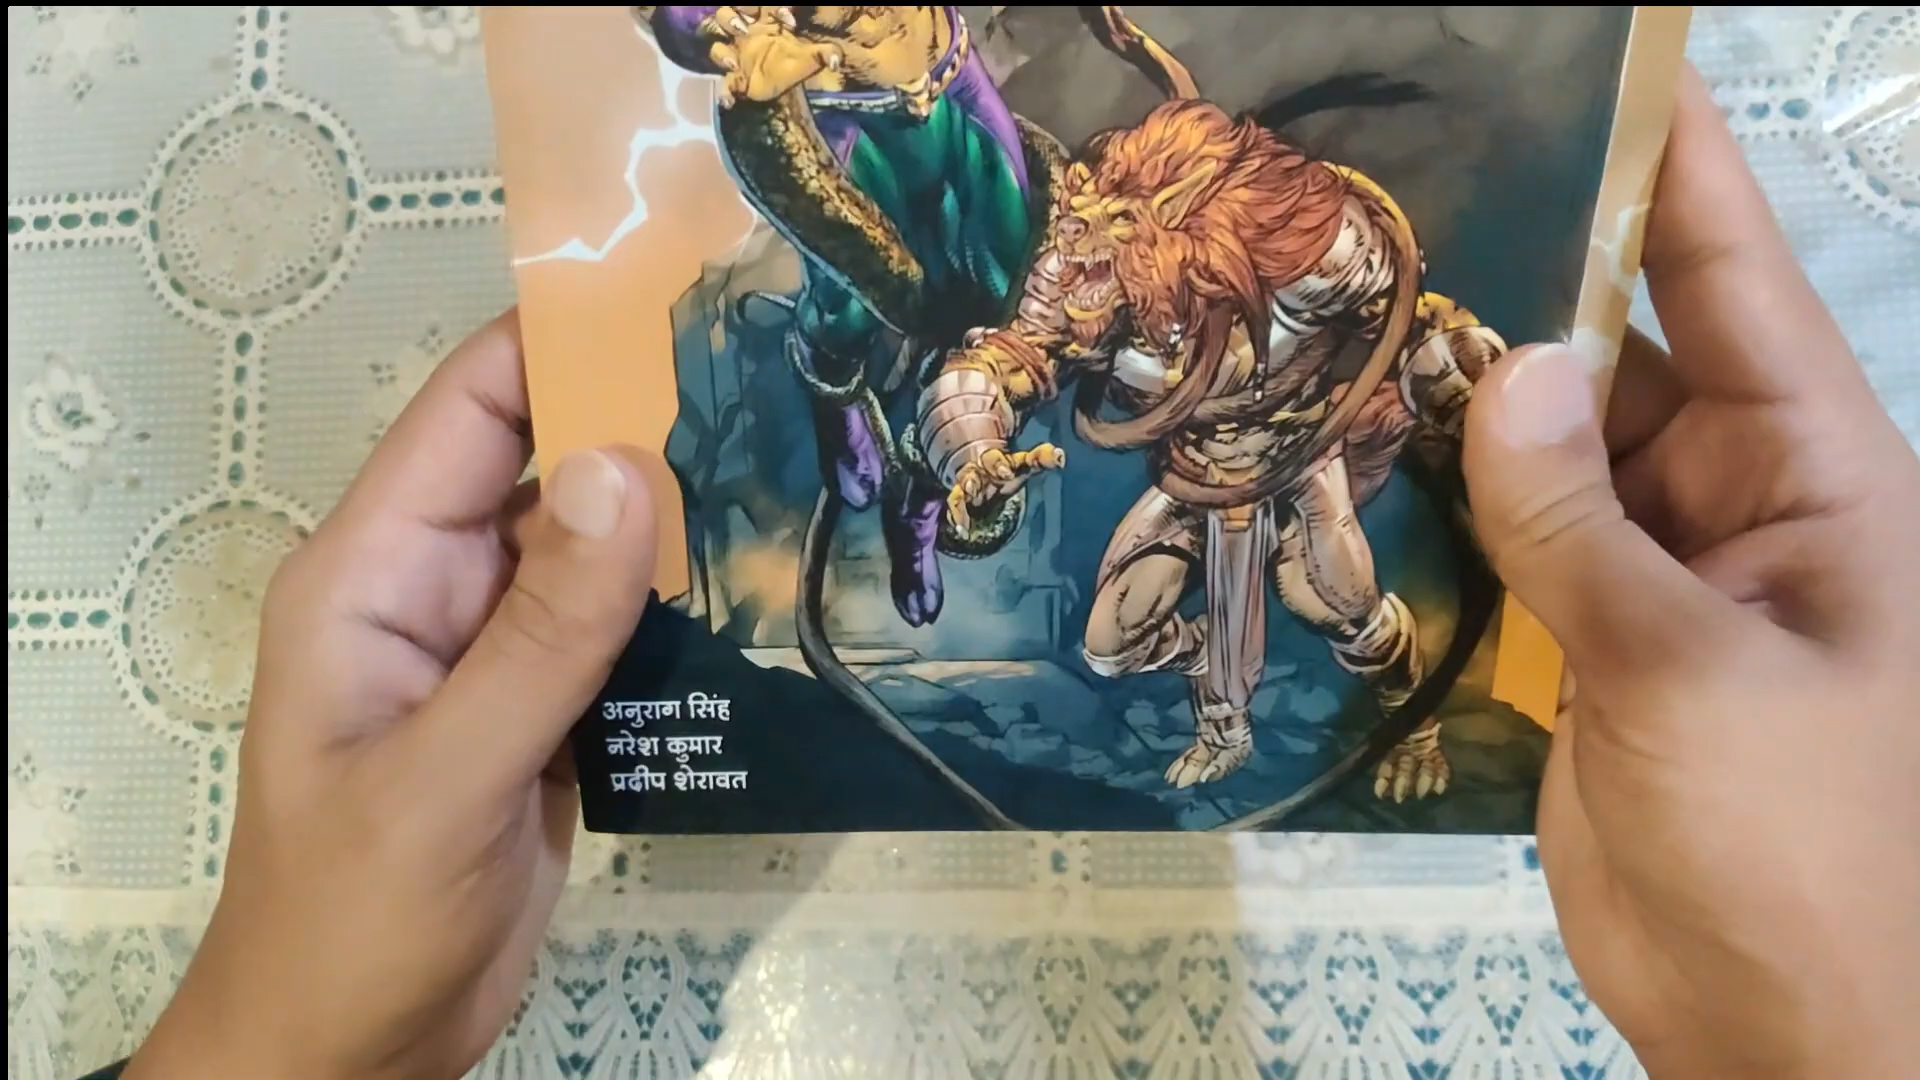 अनुराग सिंह
नरेश कुमार
प्रदीप शेरावत